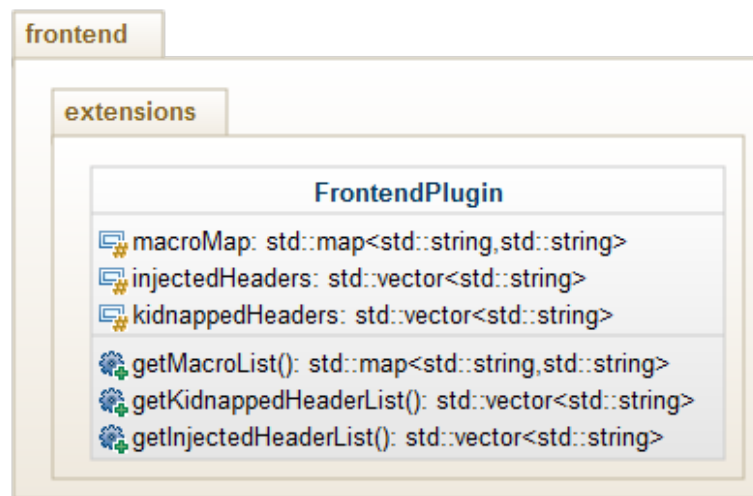 frontend
extensions
FrontendPlugin
macroMap: std::map<std::string,std::string>
injectedHeaders: std::vector<std::string>
kidnappedHeaders: std::vector<std::string>
getMacroList(): std::map<std::string,std::string>
getKidnappedHeaderList(): std::vector<std::string>
getInjectedHeaderList(): std::vector<std::string>